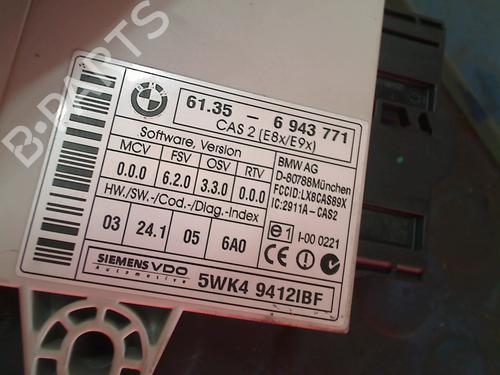 BMW
61.35 - 6 943 771
CAS 2 (E8x/E9x)
Software, Version
MCV FSV OSV RTV
0.0.0 6.2.0 3.3.0 0.0.0
HW./SW.-/Cod.-/Diag.-Index
03 24.1 05 6A0
BMW AG
D-80788München
FCCID:LX8CAS89X
IC:2911A-CAS2
e1 I-00 0221
CE
SIEMENS VDO
Automotive
5WK4 9412IBF
B-PARTS